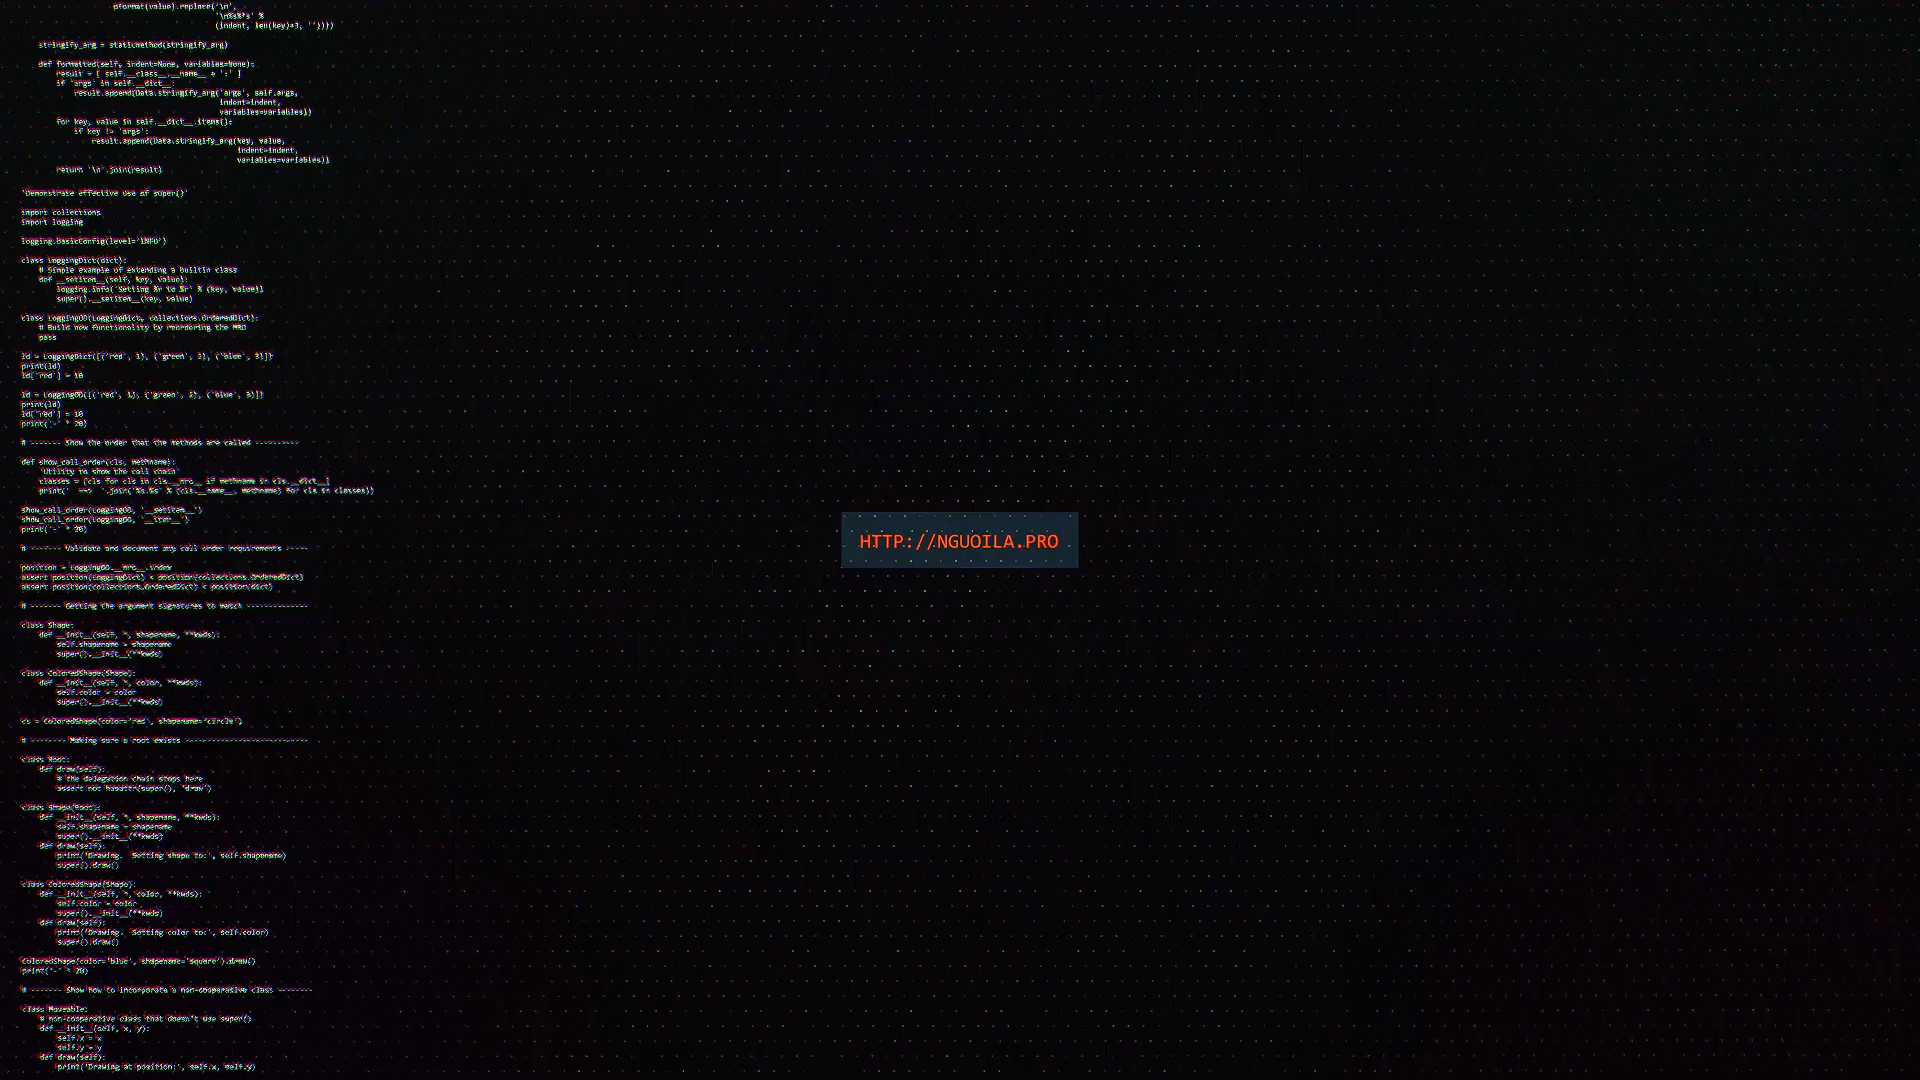 pformat(value).replace('\n',
'\n%s%*s' %
(indent, len(key)+3, ''))))
stringify_arg = staticmethod(stringify_arg)
def formatted(self, indent=None, variables=None):
result = [ self.__class__.__name__ + ':' ]
if 'args' in self.__dict__:
result.append(Data.stringify_arg('args', self.args,
indent=indent,
variables=variables))
for key, value in self.__dict__.items():
if key != 'args':
result.append(Data.stringify_arg(key, value,
indent=indent,
variables=variables))
return '\n'.join(result)
'Demonstrate effective use of super()'
import collections
import logging
logging.basicConfig(level='INFO')
class LoggingDict(dict):
# Simple example of extending a builtin class
def __setitem__(self, key, value):
logging.info('Setting %r to %r' % (key, value))
super().__setitem__(key, value)
class LoggingOD(LoggingDict, collections.OrderedDict):
# Build new functionality by reordering the MRO
pass
ld = LoggingDict([('red', 1), ('green', 2), ('blue', 3)])
print(ld)
ld['red'] = 10
ld = LoggingOD([('red', 1), ('green', 2), ('blue', 3)])
print(ld)
ld['red'] = 10
print('-' * 20)
# ------- Show the order that the methods are called ----------
def show_call_order(cls, methname):
'Utility to show the call chain'
classes = [cls for cls in cls.__mro__ if methname in cls.__dict__]
print('  ==>  '.join('%s.%s' % (cls.__name__, methname) for cls in classes))
show_call_order(LoggingOD, '__setitem__')
show_call_order(LoggingOD, '__iter__')
print('-' * 20)
# ------- Validate and document any call order requirements -----
position = LoggingOD.__mro__.index
assert position(LoggingDict) < position(collections.OrderedDict)
assert position(collections.OrderedDict) < position(dict)
# ------- Getting the argument signatures to match --------------
class Shape:
def __init__(self, *, shapename, **kwds):
self.shapename = shapename
super().__init__(**kwds)
class ColoredShape(Shape):
def __init__(self, *, color, **kwds):
self.color = color
super().__init__(**kwds)
cs = ColoredShape(color='red', shapename='circle')
# ------- Making sure a root exists ----------------------------
class Root:
def draw(self):
# the delegation chain stops here
assert not hasattr(super(), 'draw')
class Shape(Root):
def __init__(self, *, shapename, **kwds):
self.shapename = shapename
super().__init__(**kwds)
def draw(self):
print('Drawing.  Setting shape to:', self.shapename)
super().draw()
class ColoredShape(Shape):
def __init__(self, *, color, **kwds):
self.color = color
super().__init__(**kwds)
def draw(self):
print('Drawing.  Setting color to:', self.color)
super().draw()
ColoredShape(color='blue', shapename='square').draw()
print('-' * 20)
# ------- Show how to incorporate a non-cooperative class --------
class Moveable:
# non-cooperative class that doesn't use super()
def __init__(self, x, y):
self.x = x
self.y = y
def draw(self):
print('Drawing at position:', self.x, self.y)
HTTP://NGUOILA.PRO